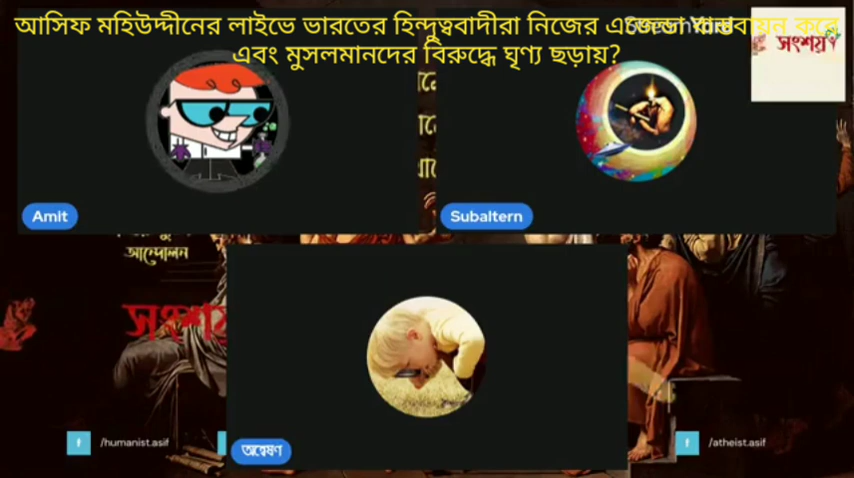 আসিফ মহিউদ্দীনের লাইভে ভারতের হিন্দুত্ববাদীরা নিজের এজেন্ডা বাস্তবায়ন করে
এবং মুসলমানদের বিরুদ্ধে ঘৃণ্য ছড়ায়?
StreamYard
সংশয়
Amit
Subaltern
আন্দোলন
সংশয়
/humanist.asif
/atheist.asif
অন্বেষণ